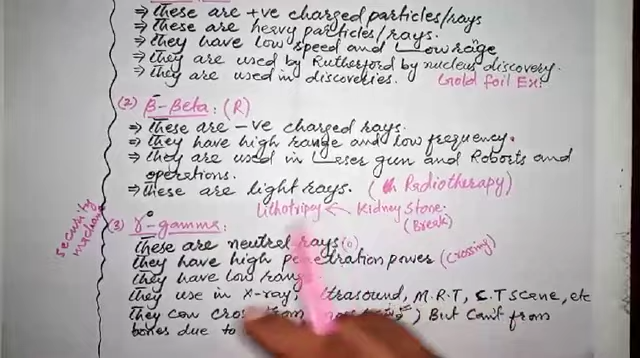 ⇒ These are +ve charged particles/rays
⇒ These are heavy particles/rays.
⇒ They have low speed and Low range
⇒ They are used by Rutherford by nucleus discovery.
⇒ They are used in discoveries. Gold foil Ex!
(2) β-Beta: (R)
⇒ These are -ve charged rays.
⇒ They have high range and low frequency.
⇒ They are used in Leser gun and Roborts and
operations.
⇒ These are light rays. (Radiotherapy)
Lithotripsy ← Kidney Stone.
(Break)
(3) γ-gamma:
security
These are neutral rays (0)
They have high penetration power (Crossing)
They have low range
They use in X-ray, M.R.T, C.T Scane, etc
They can But Can't from
bones due to